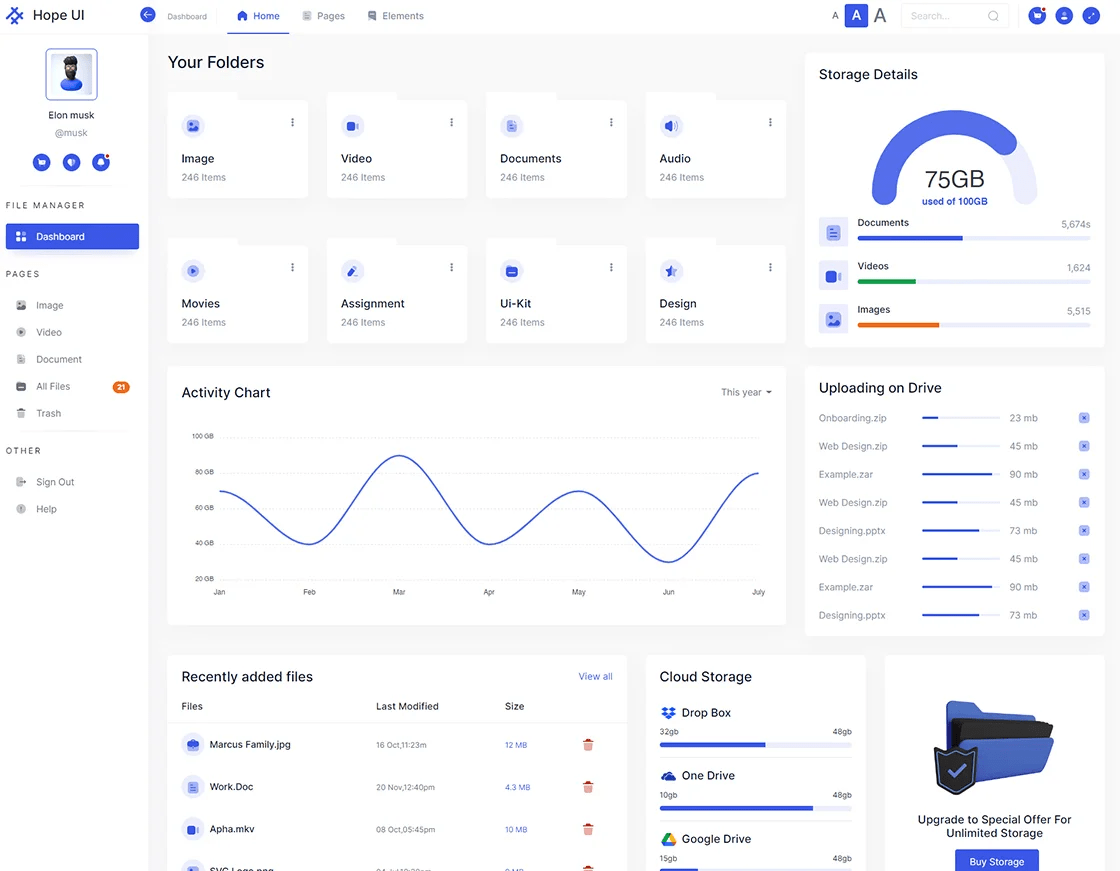 Hope UI
Dashboard
Home
Pages
Elements
A A A
Search...
Elon musk
@musk
FILE MANAGER
Dashboard
PAGES
Image
Video
Document
All Files
21
Trash
OTHER
Sign Out
Help
Your Folders
Image
246 Items
Video
246 Items
Documents
246 Items
Audio
246 Items
Movies
246 Items
Assignment
246 Items
Ui-Kit
246 Items
Design
246 Items
Storage Details
75GB
used of 100GB
Documents 5,674s
Videos 1,624
Images 5,515
Activity Chart
This year
100 GB
80 GB
60 GB
40 GB
20 GB
Jan Feb Mar Apr May Jun July
Uploading on Drive
Onboarding.zip 23 mb
Web Design.zip 45 mb
Example.zar 90 mb
Web Design.zip 45 mb
Designing.pptx 73 mb
Web Design.zip 45 mb
Example.zar 90 mb
Designing.pptx 73 mb
Recently added files
View all
Files Last Modified Size
Marcus Family.jpg 16 Oct,11:23m 12 MB
Work.Doc 20 Nov,12:40pm 4.3 MB
Apha.mkv 08 Oct,05:45pm 10 MB
SVG Logo.png
Cloud Storage
Drop Box
32gb 48gb
One Drive
10gb 48gb
Google Drive
15gb 48gb
Upgrade to Special Offer For
Unlimited Storage
Buy Storage